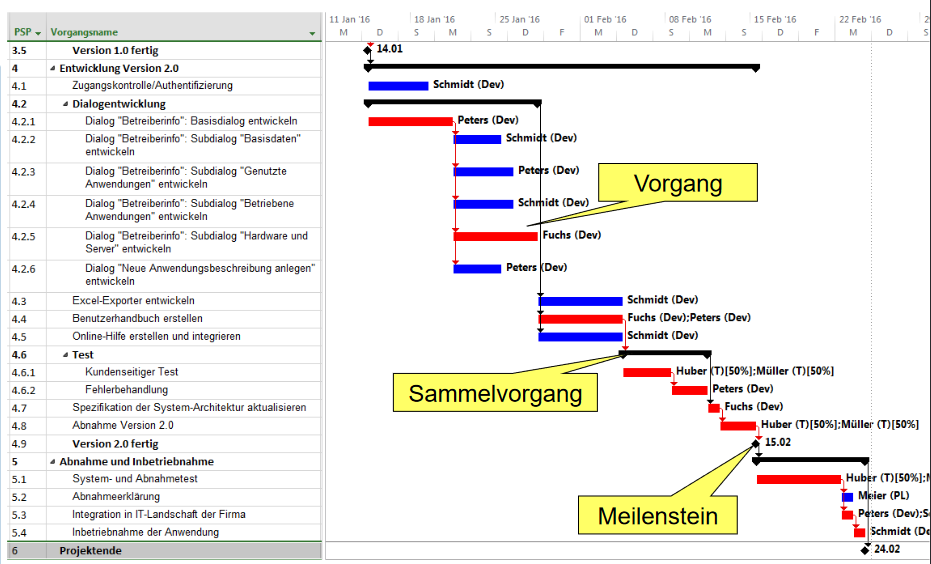 11 Jan '16 18 Jan '16 25 Jan '16 01 Feb '16 08 Feb '16 15 Feb '16 22 Feb '16 29
PSP Vorgangsname M D S S M D F S S M D F S S
3.5 Version 1.0 fertig 14.01
4 Entwicklung Version 2.0
4.1 Zugangskontrolle/Authentifizierung Schmidt (Dev)
4.2 Dialogentwicklung
4.2.1 Dialog "Betreiberinfo": Basisdialog entwickeln Peters (Dev)
4.2.2 Dialog "Betreiberinfo": Subdialog "Basisdaten" Schmidt (Dev)
entwickeln
4.2.3 Dialog "Betreiberinfo": Subdialog "Genutzte Peters (Dev)
Anwendungen" entwickeln
Vorgang
4.2.4 Dialog "Betreiberinfo": Subdialog "Betriebene Schmidt (Dev)
Anwendungen" entwickeln
4.2.5 Dialog "Betreiberinfo": Subdialog "Hardware und Fuchs (Dev)
Server" entwickeln
4.2.6 Dialog "Neue Anwendungsbeschreibung anlegen" Peters (Dev)
entwickeln
4.3 Excel-Exporter entwickeln Schmidt (Dev)
4.4 Benutzerhandbuch erstellen Fuchs (Dev);Peters (Dev)
4.5 Online-Hilfe erstellen und integrieren Schmidt (Dev)
4.6 Test
4.6.1 Kundenseitiger Test Huber (T)[50%];Müller (T)[50%]
4.6.2 Fehlerbehandlung Peters (Dev)
Sammelvorgang
4.7 Spezifikation der System-Architektur aktualisieren Fuchs (Dev)
4.8 Abnahme Version 2.0 Huber (T)[50%];Müller (T)[50%]
4.9 Version 2.0 fertig 15.02
5 Abnahme und Inbetriebnahme
5.1 System- und Abnahmetest Huber (T)[50%];M
5.2 Abnahmeerklärung Meier (PL)
5.3 Integration in IT-Landschaft der Firma Peters (Dev);S
Meilenstein
5.4 Inbetriebnahme der Anwendung Schmidt (De
6 Projektende 24.02